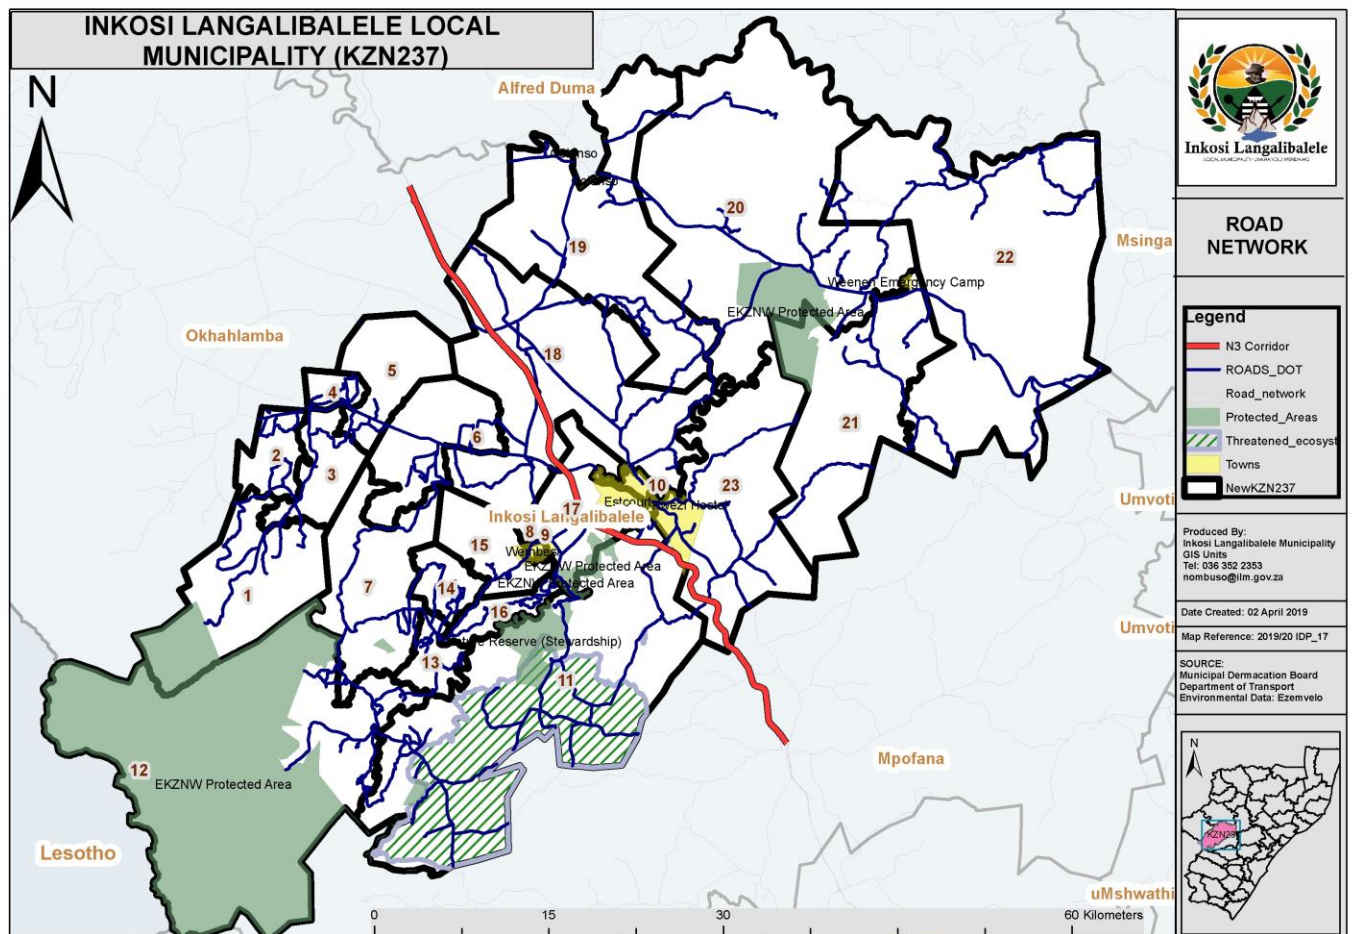 INKOSI LANGALIBALELE LOCAL
MUNICIPALITY (KZN237)
N
Alfred Duma
Okhahlamba
Msinga
Umvoti
Umvoti
Mpofana
uMshwathi
Lesotho
Inkosi Langalibalele
20
19
22
Weenen Emergency Camp
EKZNW Protected Area
18
5
4
21
6
2
3
23
10
Estcourt
17
8
9
15
Wembesi
EKZNW Protected Area
EKZNW Protected Area
14
7
1
16
Reserve (Stewardship)
13
11
12
EKZNW Protected Area
0
15
30
60 Kilometers
Inkosi Langalibalele
ROAD
NETWORK
Legend
N3 Corridor
ROADS_DOT
Road_network
Protected_Areas
Threatened_ecosyst
Towns
NewKZN237
Produced By:
Inkosi Langalibalele Municipality
GIS Units
Tel: 036 352 2353
nombuso@ilm.gov.za
Date Created: 02 April 2019
Map Reference: 2019/20 IDP_17
SOURCE:
Municipal Dermacation Board
Department of Transport
Environmental Data: Ezemvelo
N